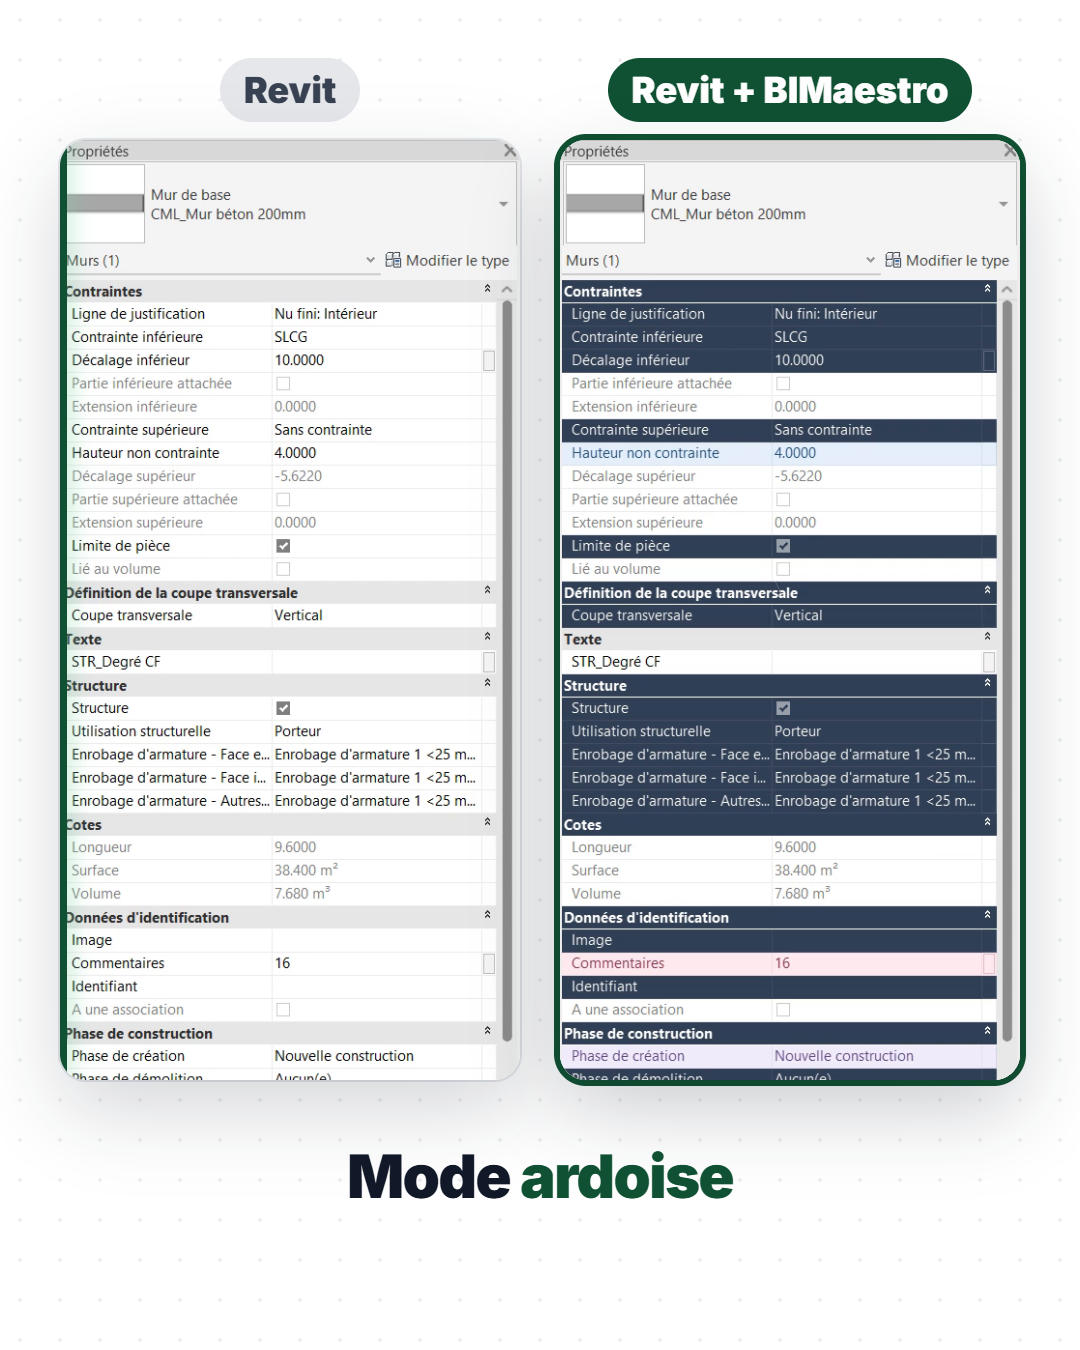 Revit
Propriétés
Mur de base
CML_Mur béton 200mm
Murs (1)
Modifier le type
Contraintes
Ligne de justification Nu fini: Intérieur
Contrainte inférieure SLCG
Décalage inférieur 10.0000
Partie inférieure attachée
Extension inférieure 0.0000
Contrainte supérieure Sans contrainte
Hauteur non contrainte 4.0000
Décalage supérieur -5.6220
Partie supérieure attachée
Extension supérieure 0.0000
Limite de pièce
Lié au volume
Définition de la coupe transversale
Coupe transversale Vertical
Texte
STR_Degré CF
Structure
Structure
Utilisation structurelle Porteur
Enrobage d'armature - Face e... Enrobage d'armature 1 <25 m...
Enrobage d'armature - Face i... Enrobage d'armature 1 <25 m...
Enrobage d'armature - Autres... Enrobage d'armature 1 <25 m...
Cotes
Longueur 9.6000
Surface 38.400 m²
Volume 7.680 m³
Données d'identification
Image
Commentaires 16
Identifiant
A une association
Phase de construction
Phase de création Nouvelle construction
Phase de démolition Aucun(e)
Revit + BIMaestro
Propriétés
Mur de base
CML_Mur béton 200mm
Murs (1)
Modifier le type
Contraintes
Ligne de justification Nu fini: Intérieur
Contrainte inférieure SLCG
Décalage inférieur 10.0000
Partie inférieure attachée
Extension inférieure 0.0000
Contrainte supérieure Sans contrainte
Hauteur non contrainte 4.0000
Décalage supérieur -5.6220
Partie supérieure attachée
Extension supérieure 0.0000
Limite de pièce
Lié au volume
Définition de la coupe transversale
Coupe transversale Vertical
Texte
STR_Degré CF
Structure
Structure
Utilisation structurelle Porteur
Enrobage d'armature - Face e... Enrobage d'armature 1 <25 m...
Enrobage d'armature - Face i... Enrobage d'armature 1 <25 m...
Enrobage d'armature - Autres... Enrobage d'armature 1 <25 m...
Cotes
Longueur 9.6000
Surface 38.400 m²
Volume 7.680 m³
Données d'identification
Image
Commentaires 16
Identifiant
A une association
Phase de construction
Phase de création Nouvelle construction
Phase de démolition Aucun(e)
Mode ardoise